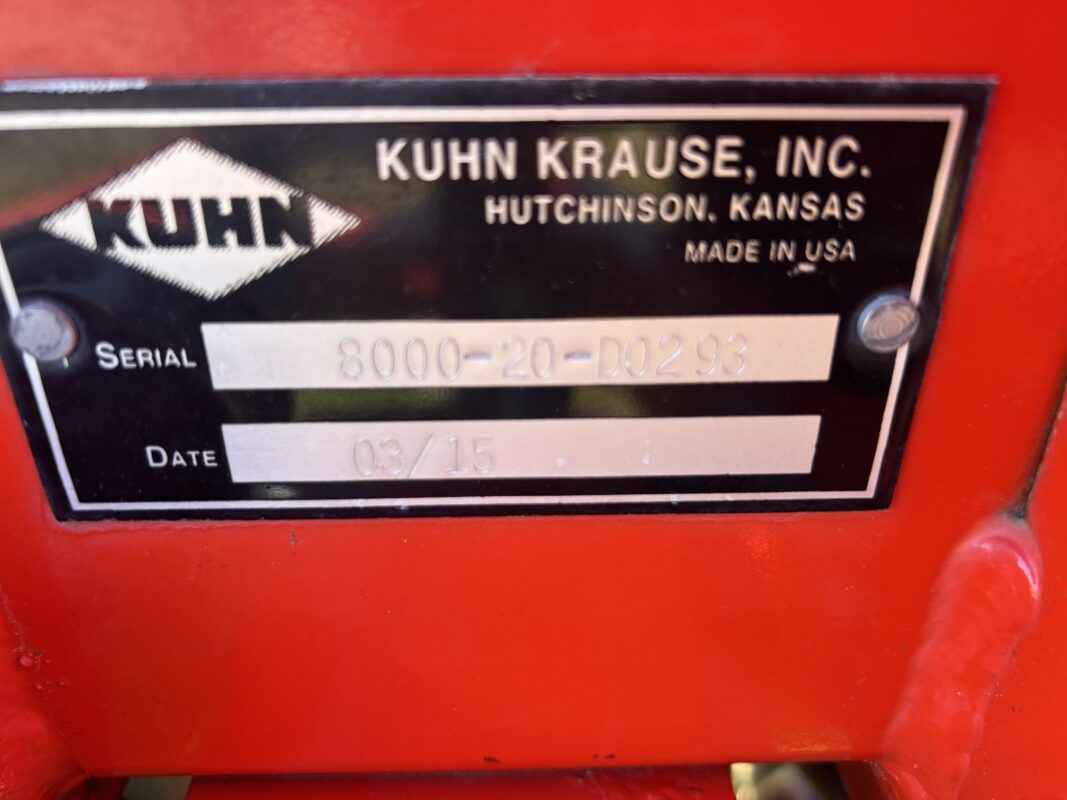 KUHN
KUHN KRAUSE, INC.
HUTCHINSON, KANSAS
MADE IN USA
SERIAL 8000-20-D0293
DATE 03/15